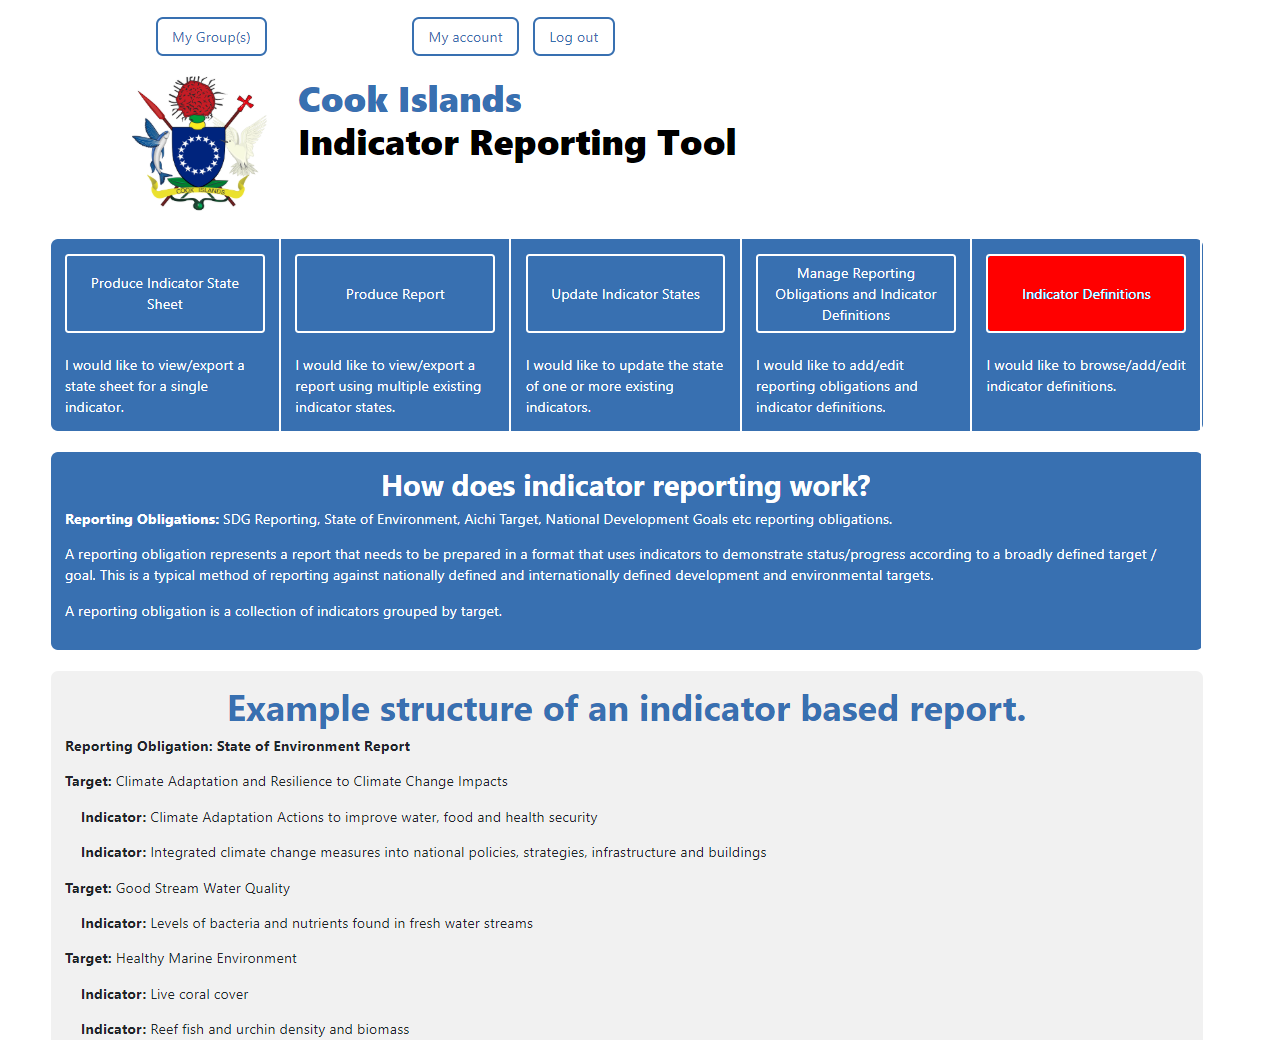 My Group(s)
My account
Log out
Cook Islands
Indicator Reporting Tool
COOK ISLANDS
Produce Indicator State
Sheet
I would like to view/export a
state sheet for a single
indicator.
Produce Report
I would like to view/export a
report using multiple existing
indicator states.
Update Indicator States
I would like to update the state
of one or more existing
indicators.
Manage Reporting
Obligations and Indicator
Definitions
I would like to add/edit
reporting obligations and
indicator definitions.
Indicator Definitions
I would like to browse/add/edit
indicator definitions.
How does indicator reporting work?
Reporting Obligations: SDG Reporting, State of Environment, Aichi Target, National Development Goals etc reporting obligations.
A reporting obligation represents a report that needs to be prepared in a format that uses indicators to demonstrate status/progress according to a broadly defined target /
goal. This is a typical method of reporting against nationally defined and internationally defined development and environmental targets.
A reporting obligation is a collection of indicators grouped by target.
Example structure of an indicator based report.
Reporting Obligation: State of Environment Report
Target: Climate Adaptation and Resilience to Climate Change Impacts
Indicator: Climate Adaptation Actions to improve water, food and health security
Indicator: Integrated climate change measures into national policies, strategies, infrastructure and buildings
Target: Good Stream Water Quality
Indicator: Levels of bacteria and nutrients found in fresh water streams
Target: Healthy Marine Environment
Indicator: Live coral cover
Indicator: Reef fish and urchin density and biomass